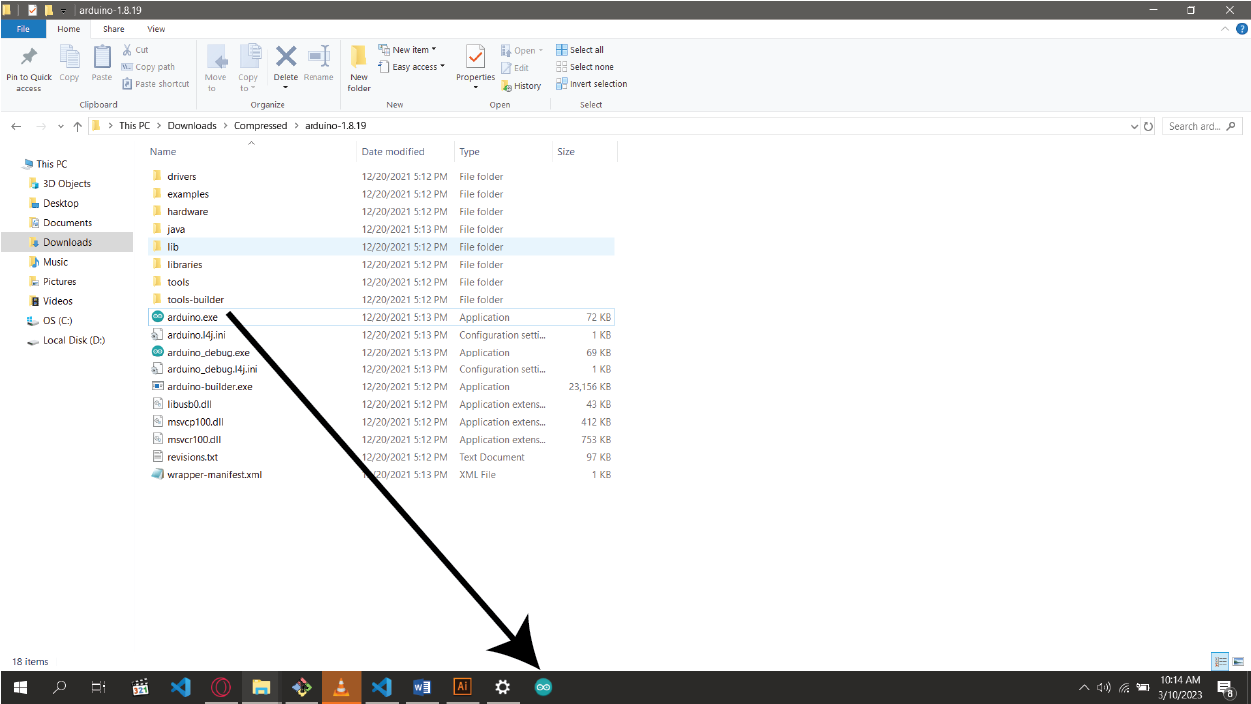 arduino-1.8.19
File Home Share View
Pin to Quick access
Copy
Paste
Cut
Copy path
Paste shortcut
Clipboard
Move to
Copy to
Delete
Rename
Organize
New folder
New item
Easy access
New
Properties
Open
Edit
History
Open
Select all
Select none
Invert selection
Select
This PC > Downloads > Compressed > arduino-1.8.19
Search ard...
This PC
3D Objects
Desktop
Documents
Downloads
Music
Pictures
Videos
OS (C:)
Local Disk (D:)
Name Date modified Type Size
drivers 12/20/2021 5:12 PM File folder
examples 12/20/2021 5:12 PM File folder
hardware 12/20/2021 5:12 PM File folder
java 12/20/2021 5:13 PM File folder
lib 12/20/2021 5:12 PM File folder
libraries 12/20/2021 5:12 PM File folder
tools 12/20/2021 5:12 PM File folder
tools-builder 12/20/2021 5:12 PM File folder
arduino.exe 12/20/2021 5:13 PM Application 72 KB
arduino.l4j.ini 12/20/2021 5:13 PM Configuration setti... 1 KB
arduino_debug.exe 12/20/2021 5:13 PM Application 69 KB
arduino_debug.l4j.ini 12/20/2021 5:13 PM Configuration setti... 1 KB
arduino-builder.exe 12/20/2021 5:12 PM Application 23,156 KB
libusb0.dll 12/20/2021 5:12 PM Application extens... 43 KB
msvcp100.dll 12/20/2021 5:12 PM Application extens... 412 KB
msvcr100.dll 12/20/2021 5:12 PM Application extens... 753 KB
revisions.txt 12/20/2021 5:12 PM Text Document 97 KB
wrapper-manifest.xml 12/20/2021 5:13 PM XML File 1 KB
18 items
321
W
Ai
10:14 AM
3/10/2023
8